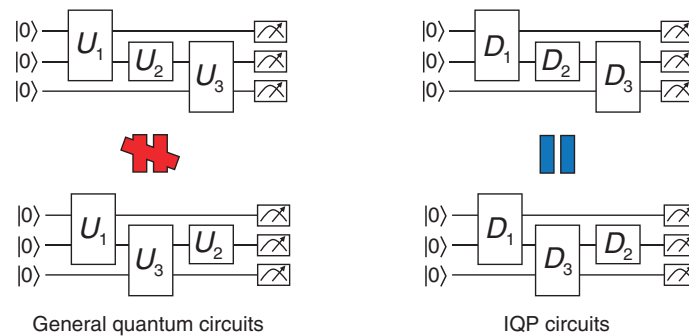 |0⟩ |0⟩
U₁ D₁
|0⟩ U₂ |0⟩ D₂
U₃ D₃
|0⟩ |0⟩
|0⟩ |0⟩
U₁ D₁
|0⟩ U₂ |0⟩ D₂
U₃ D₃
|0⟩ |0⟩
General quantum circuits IQP circuits